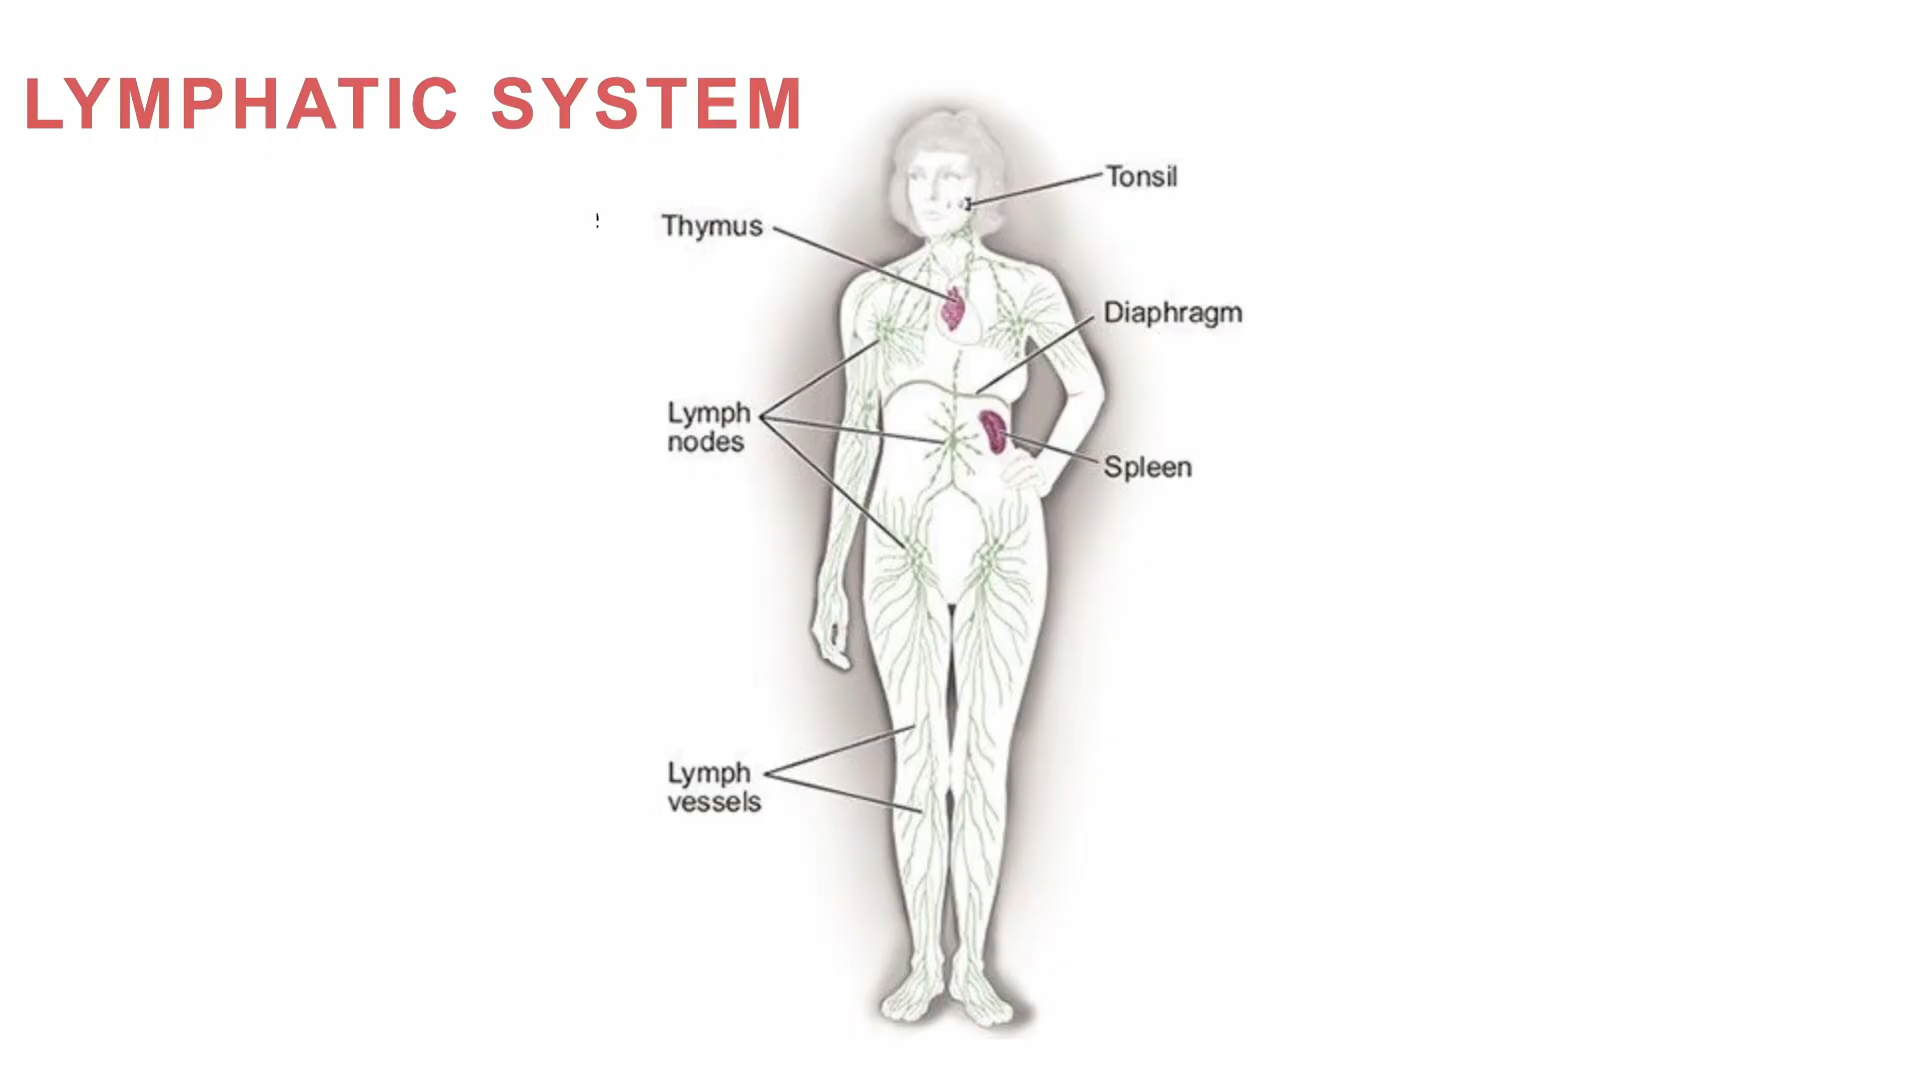 LYMPHATIC SYSTEM
Tonsil
Thymus
Diaphragm
Lymph
nodes
Spleen
Lymph
vessels